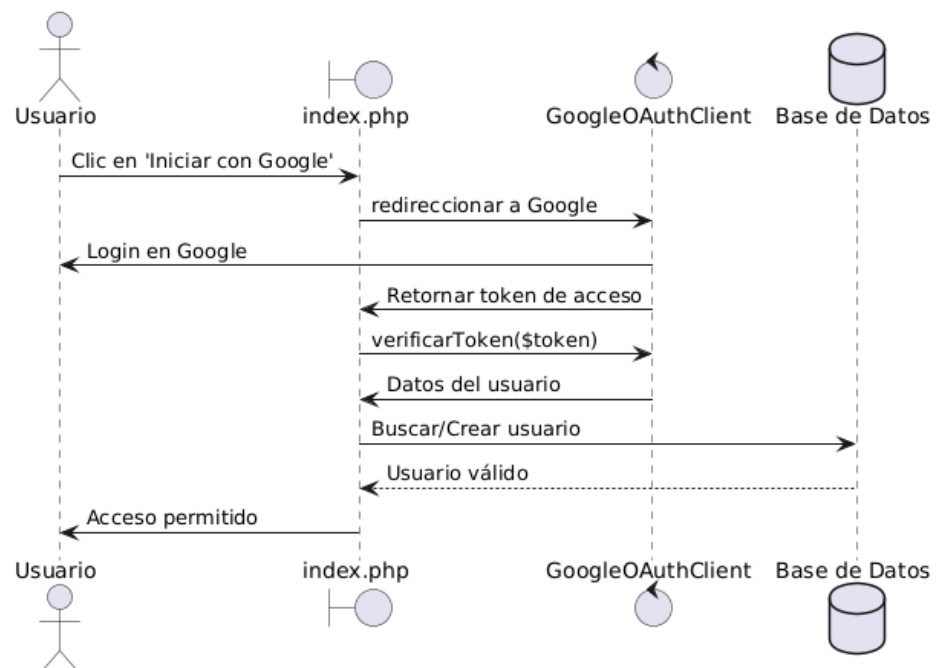 Usuario
index.php
GoogleOAuthClient
Base de Datos
Clic en 'Iniciar con Google'
redireccionar a Google
Login en Google
Retornar token de acceso
verificarToken($token)
Datos del usuario
Buscar/Crear usuario
Usuario válido
Acceso permitido
Usuario
index.php
GoogleOAuthClient
Base de Datos